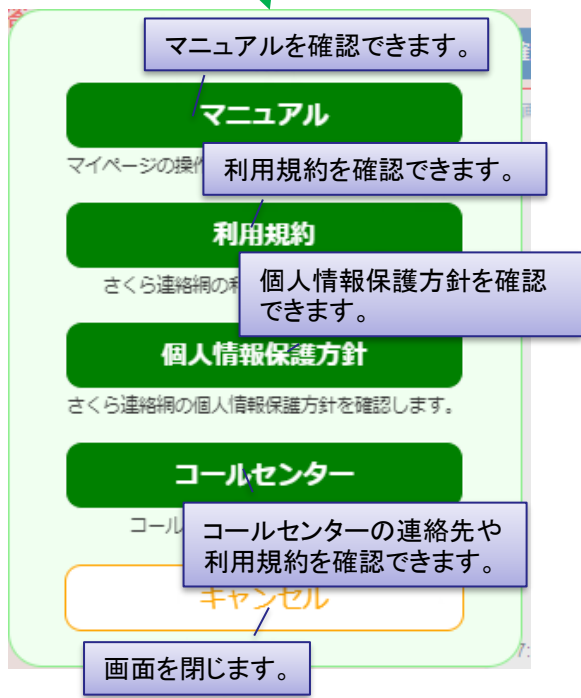 マニュアルを確認できます。
マニュアル
マイページの操作
利用規約を確認できます。
利用規約
さくら連絡網の利
個人情報保護方針を確認
できます。
個人情報保護方針
さくら連絡網の個人情報保護方針を確認します。
コールセンター
コール
コールセンターの連絡先や
利用規約を確認できます。
キャンセル
画面を閉じます。